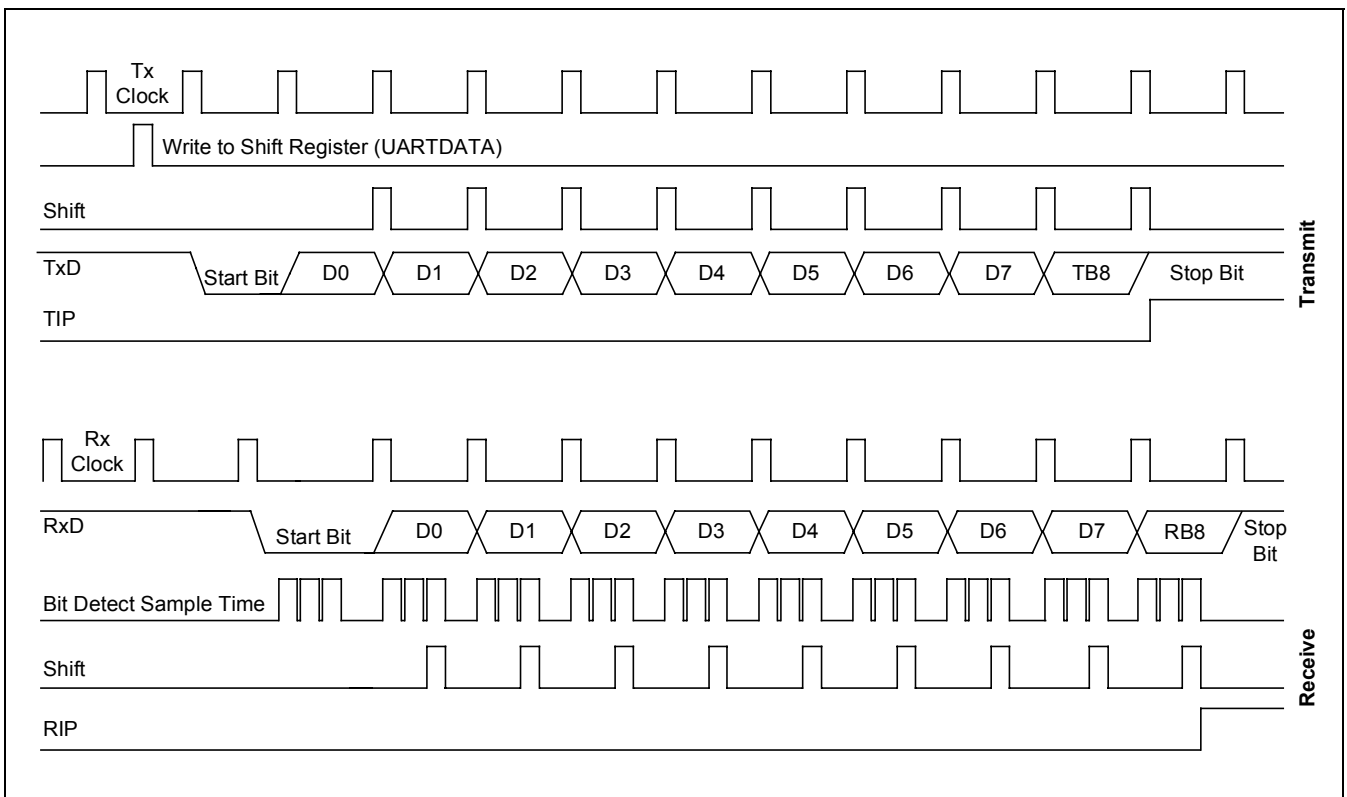 Tx
Clock
Write to Shift Register (UARTDATA)
Shift
TxD
Start Bit
D0
D1
D2
D3
D4
D5
D6
D7
TB8
Stop Bit
TIP
Transmit
Rx
Clock
RxD
Start Bit
D0
D1
D2
D3
D4
D5
D6
D7
RB8
Stop
Bit
Bit Detect Sample Time
Shift
RIP
Receive